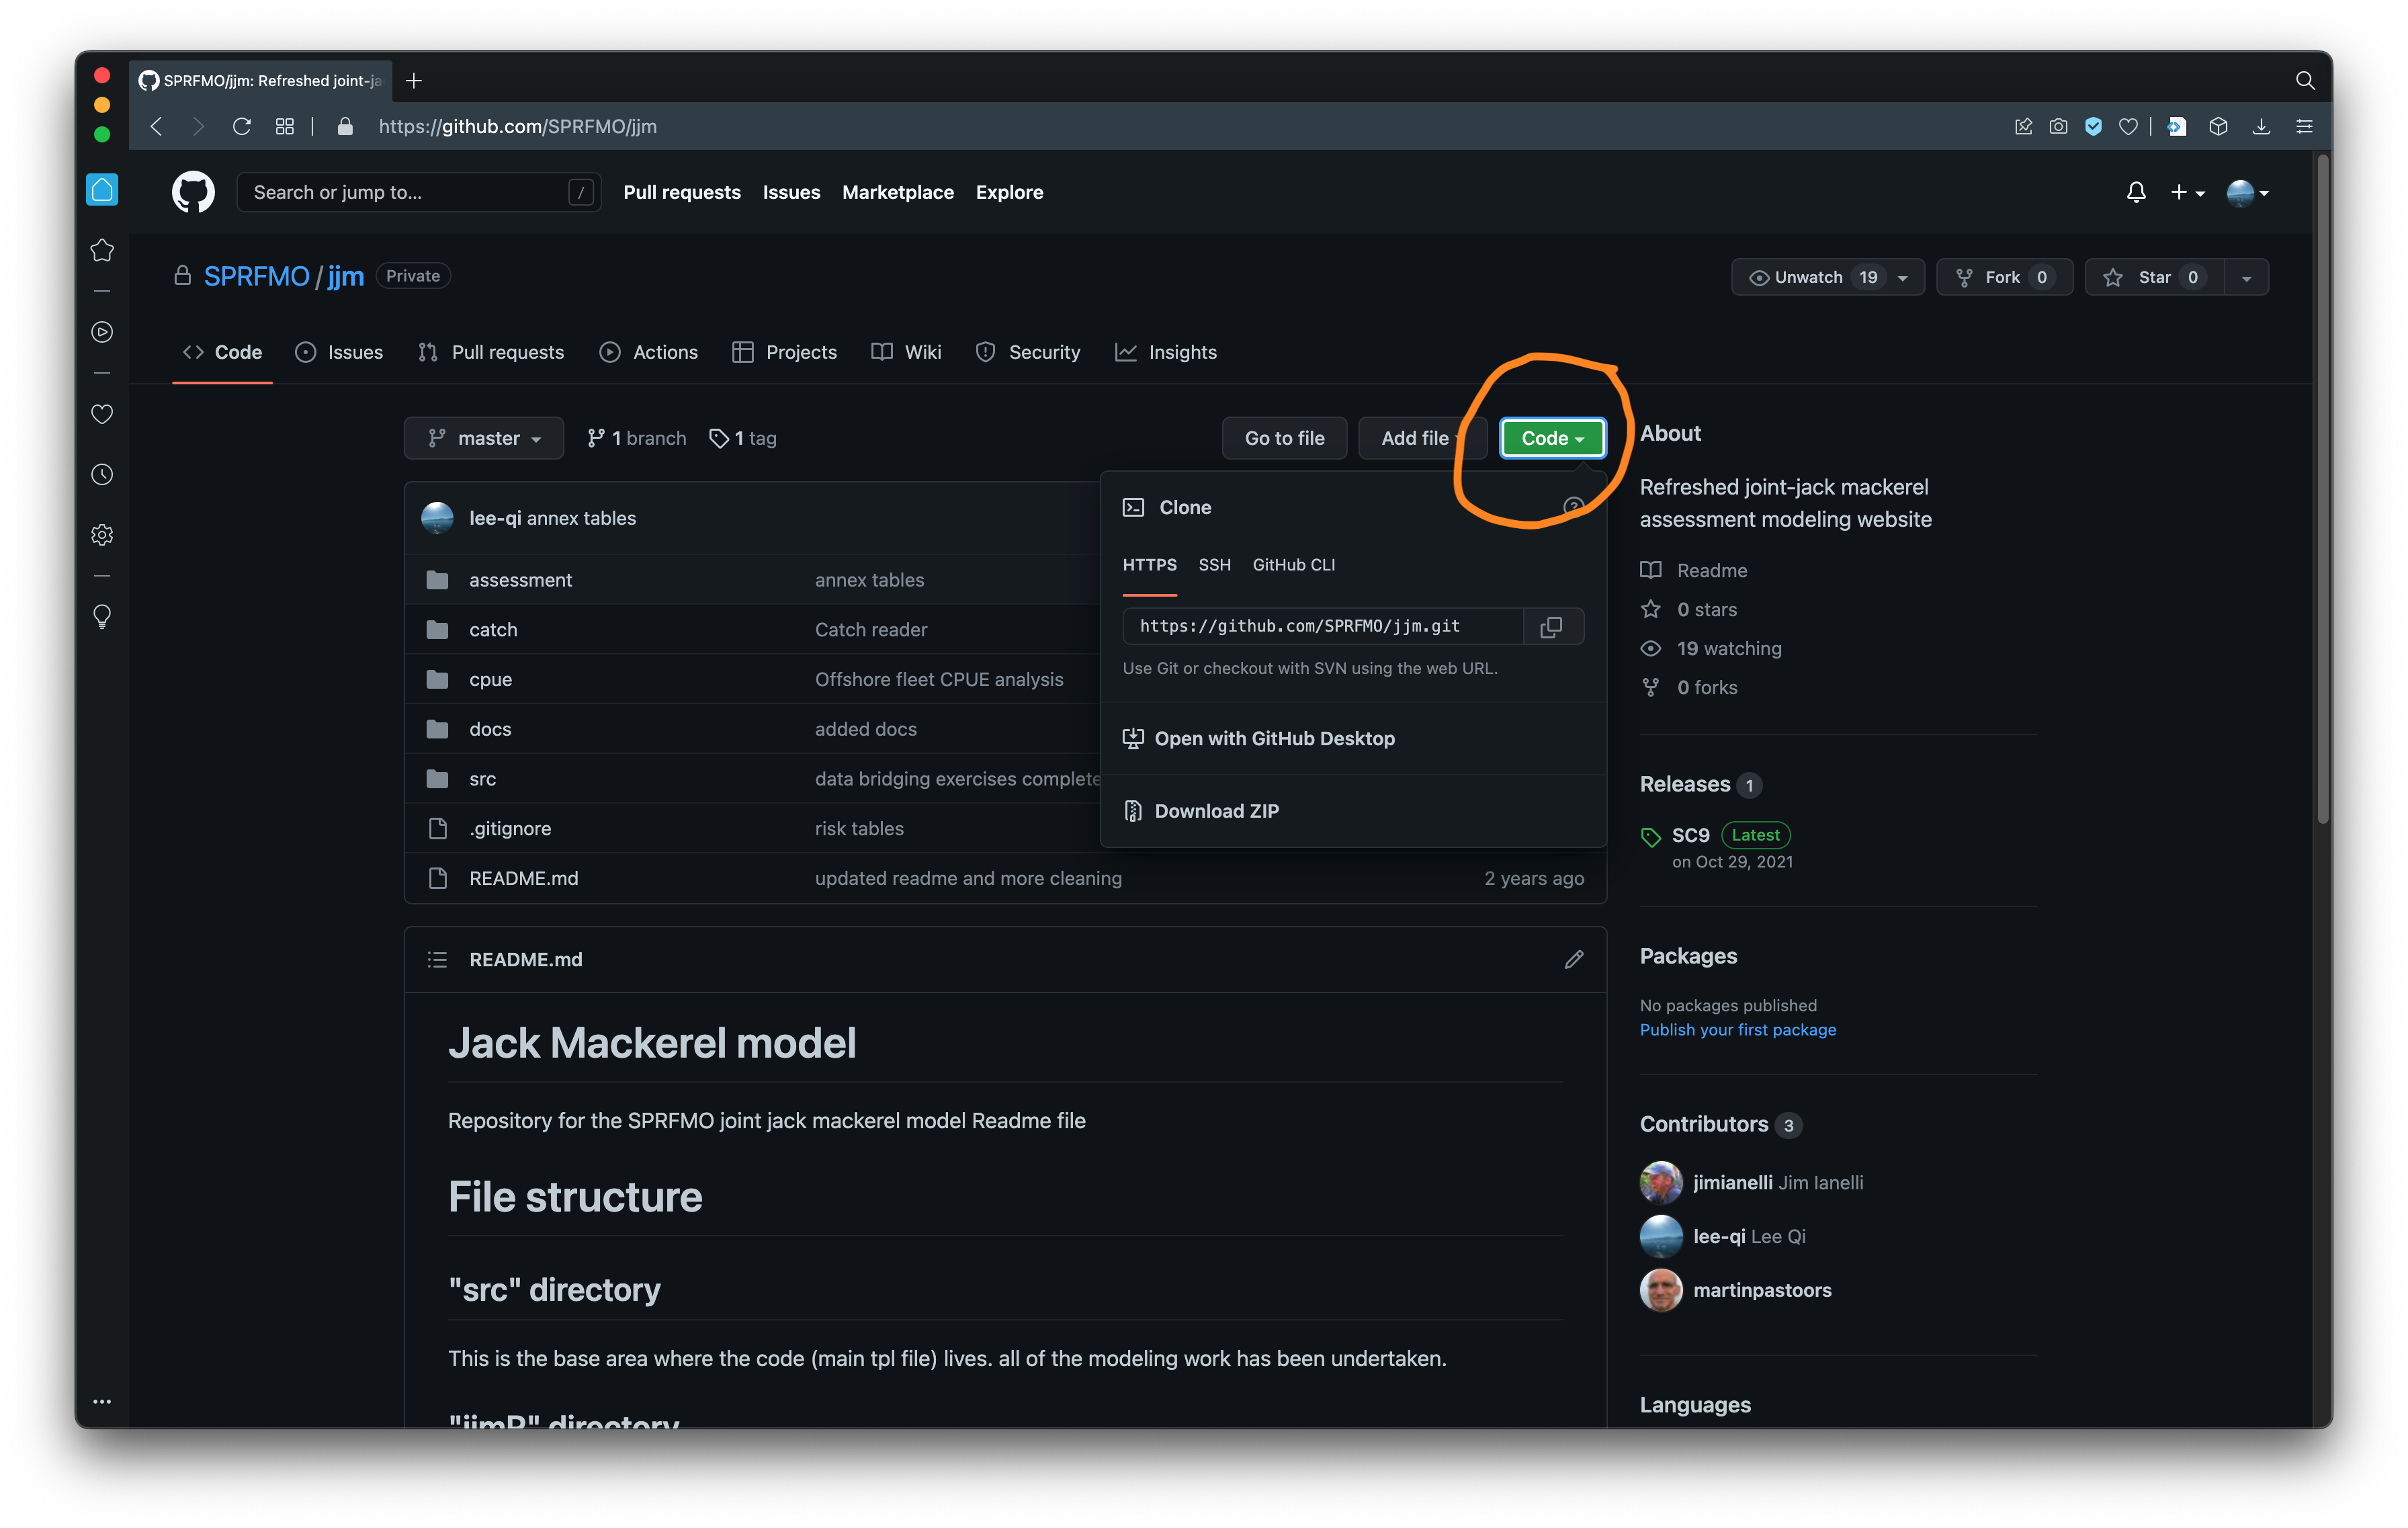 SPRFMO/jjm: Refreshed joint-ja
https://github.com/SPRFMO/jjm
Search or jump to... /
Pull requests Issues Marketplace Explore
SPRFMO / jjm Private
Unwatch 19 Fork 0 Star 0
Code Issues Pull requests Actions Projects Wiki Security Insights
master 1 branch 1 tag
Go to file Add file Code
lee-qi annex tables
assessment annex tables
catch Catch reader
cpue Offshore fleet CPUE analysis
docs added docs
src data bridging exercises complete
.gitignore risk tables
README.md updated readme and more cleaning 2 years ago
Clone
HTTPS SSH GitHub CLI
https://github.com/SPRFMO/jjm.git
Use Git or checkout with SVN using the web URL.
Open with GitHub Desktop
Download ZIP
README.md
Jack Mackerel model
Repository for the SPRFMO joint jack mackerel model Readme file
File structure
"src" directory
This is the base area where the code (main tpl file) lives. all of the modeling work has been undertaken.
"jjmR" directory
About
Refreshed joint-jack mackerel
assessment modeling website
Readme
0 stars
19 watching
0 forks
Releases 1
SC9 Latest
on Oct 29, 2021
Packages
No packages published
Publish your first package
Contributors 3
jimianelli Jim Ianelli
lee-qi Lee Qi
martinpastoors
Languages